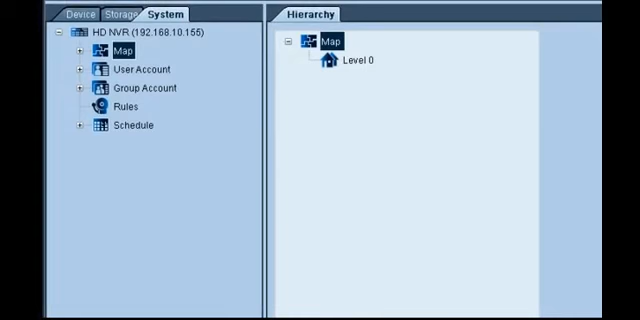 Device Storage System
HD NVR (192.168.10.155)
Map
User Account
Group Account
Rules
Schedule
Hierarchy
Map
Level 0